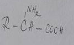 NH₂
R - CH - COOH